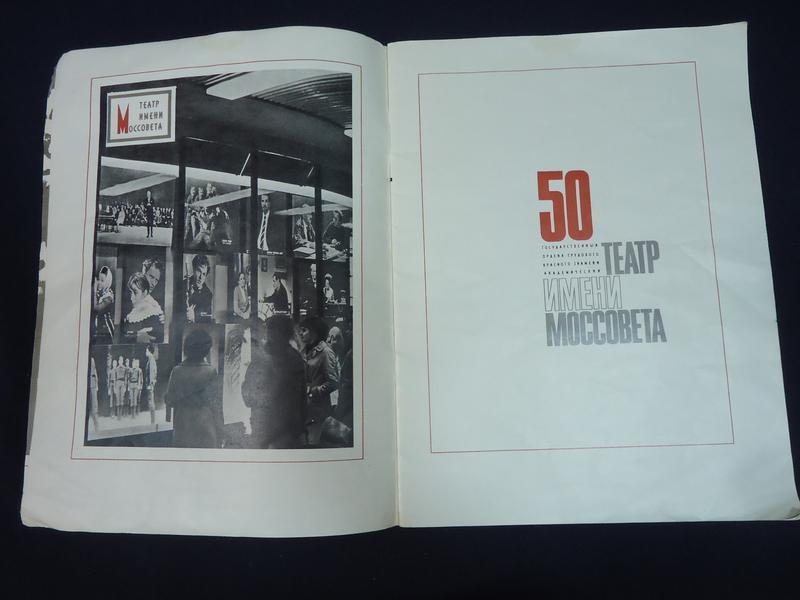 ТЕАТР
ИМЕНИ
МОССОВЕТА
50
ГОСУДАРСТВЕННЫЙ
ОРДЕНА ТРУДОВОГО
КРАСНОГО ЗНАМЕНИ
АКАДЕМИЧЕСКИЙ
ТЕАТР
ИМЕНИ
МОССОВЕТА